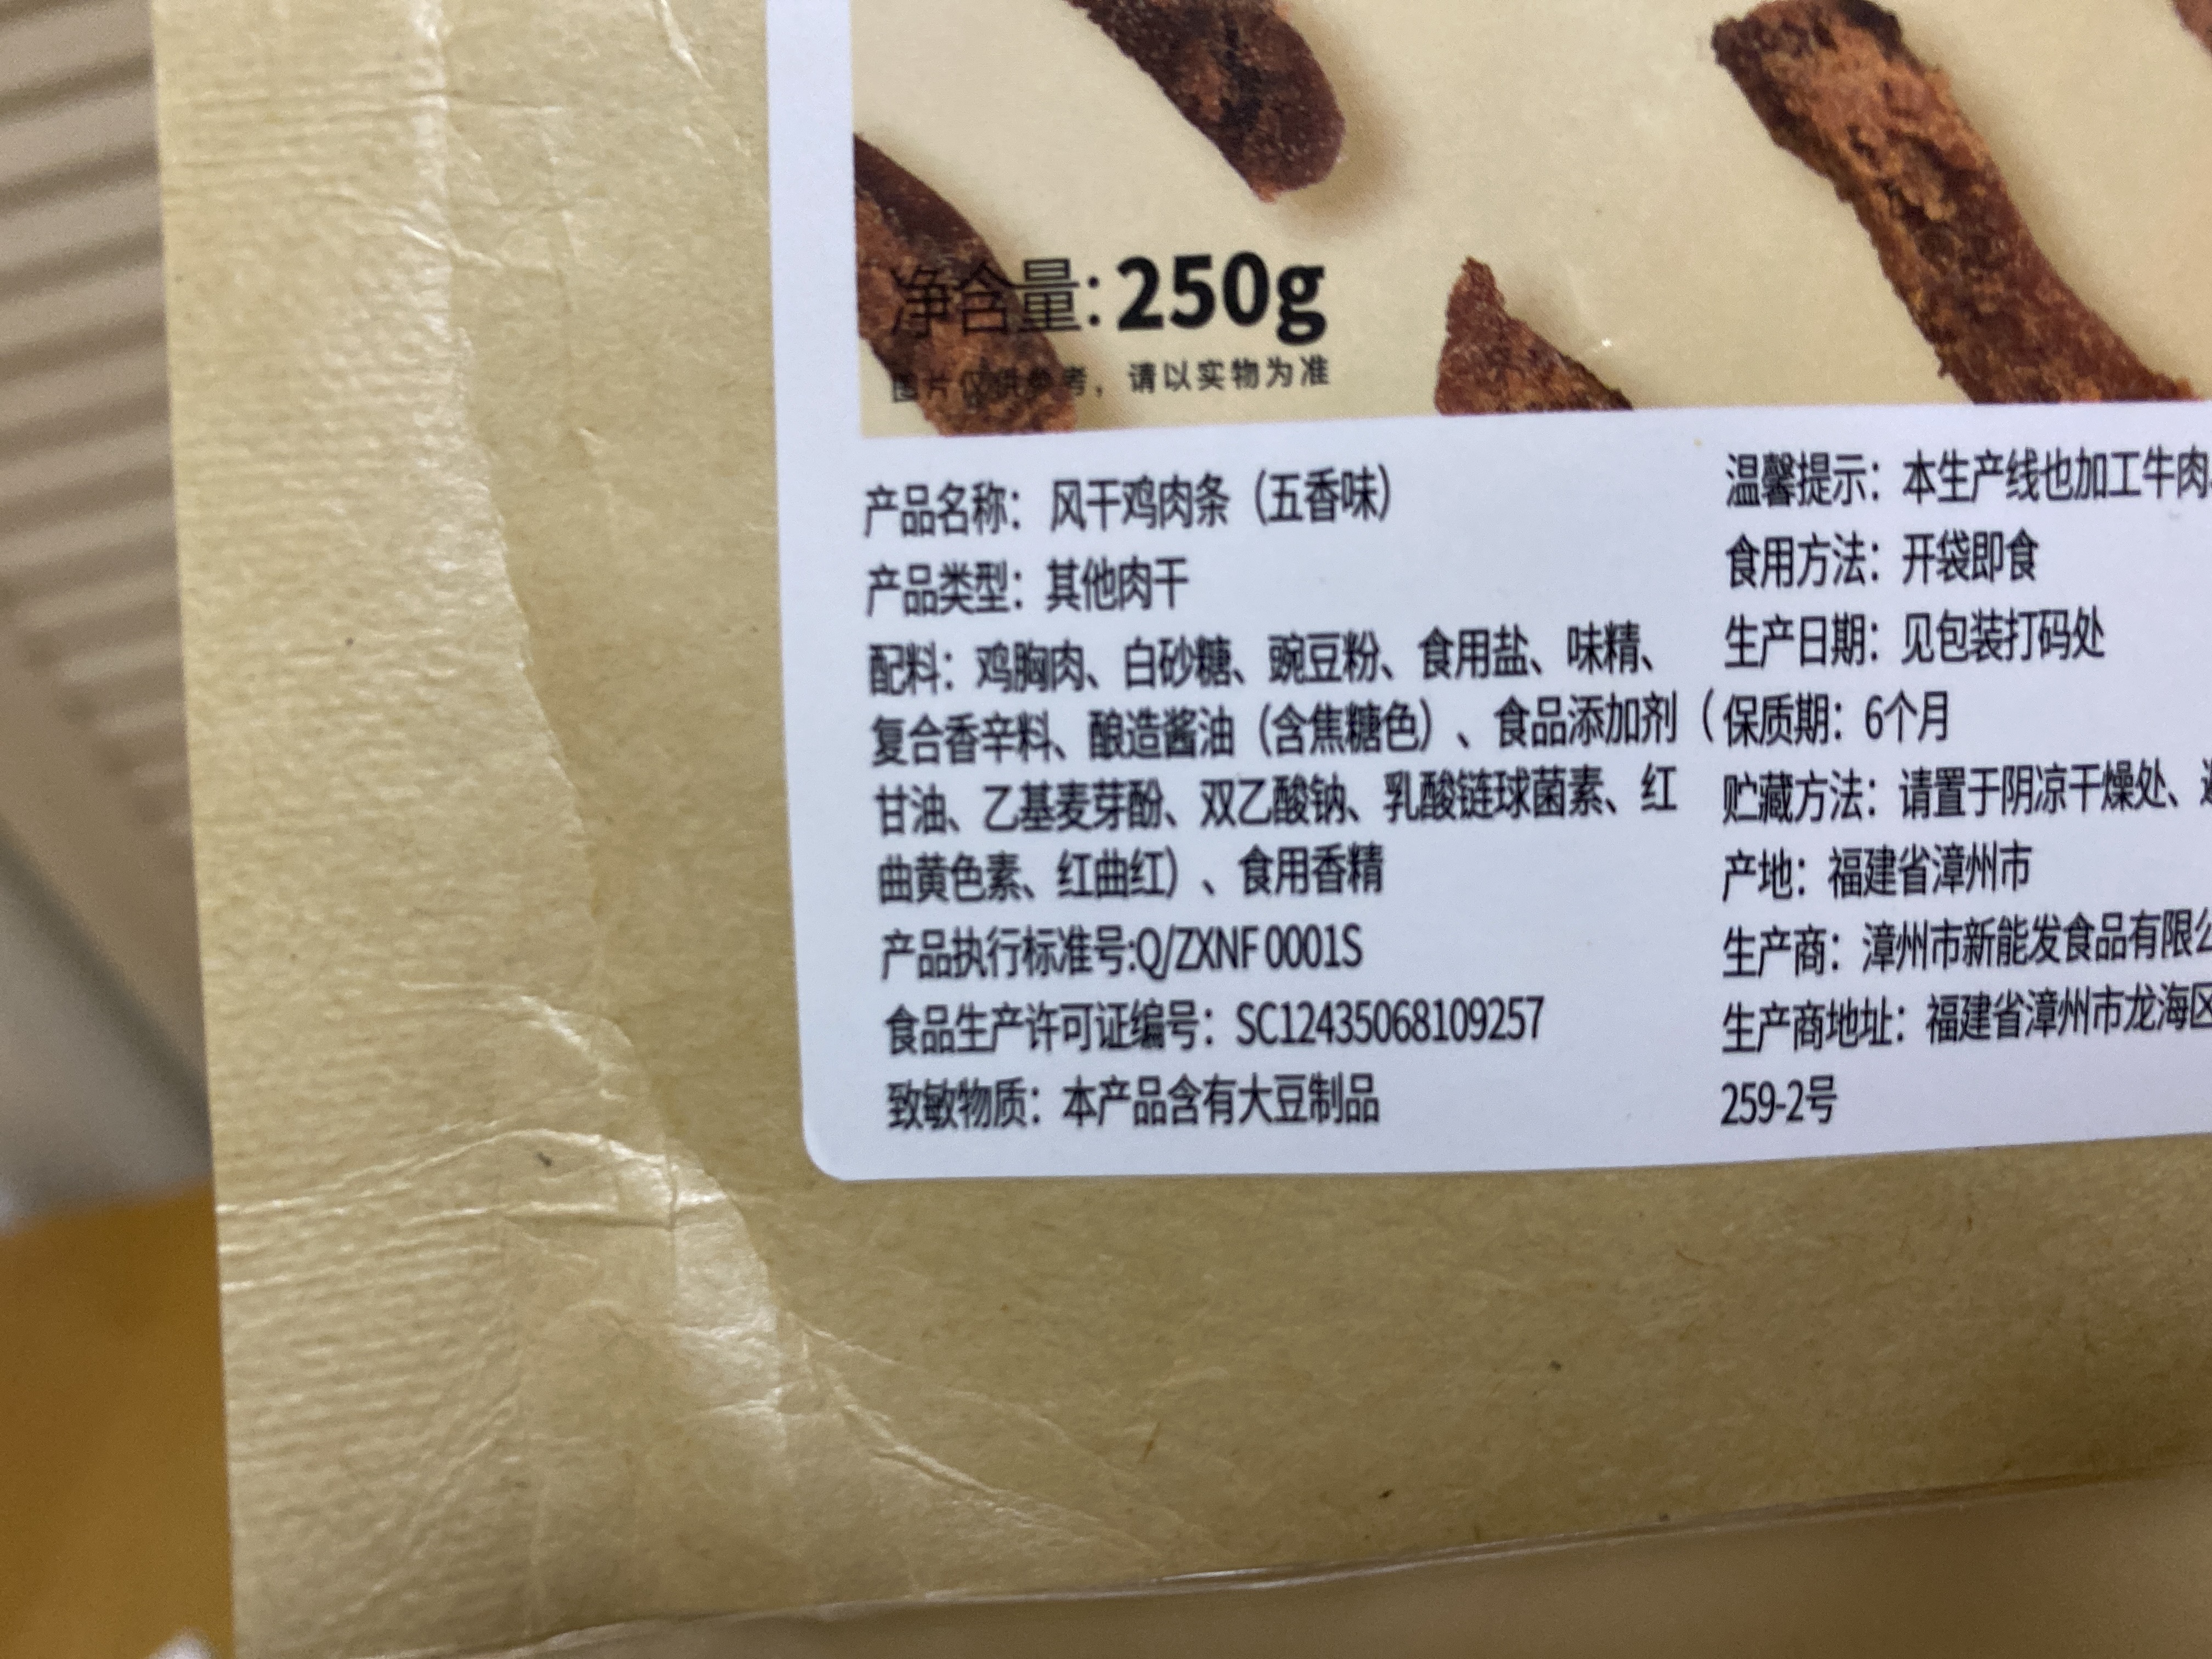 净含量:250g
图片仅供参考，请以实物为准
产品名称：风干鸡肉条（五香味）
产品类型：其他肉干
配料：鸡胸肉、白砂糖、豌豆粉、食用盐、味精、
复合香辛料、酿造酱油（含焦糖色）、食品添加剂（
甘油、乙基麦芽酚、双乙酸钠、乳酸链球菌素、红
曲黄色素、红曲红）、食用香精
产品执行标准号:Q/ZXNF 0001S
食品生产许可证编号：SC12435068109257
致敏物质：本产品含有大豆制品
温馨提示：本生产线也加工牛肉
食用方法：开袋即食
生产日期：见包装打码处
保质期：6个月
贮藏方法：请置于阴凉干燥处、
产地：福建省漳州市
生产商：漳州市新能发食品有限公
生产商地址：福建省漳州市龙海区
259-2号